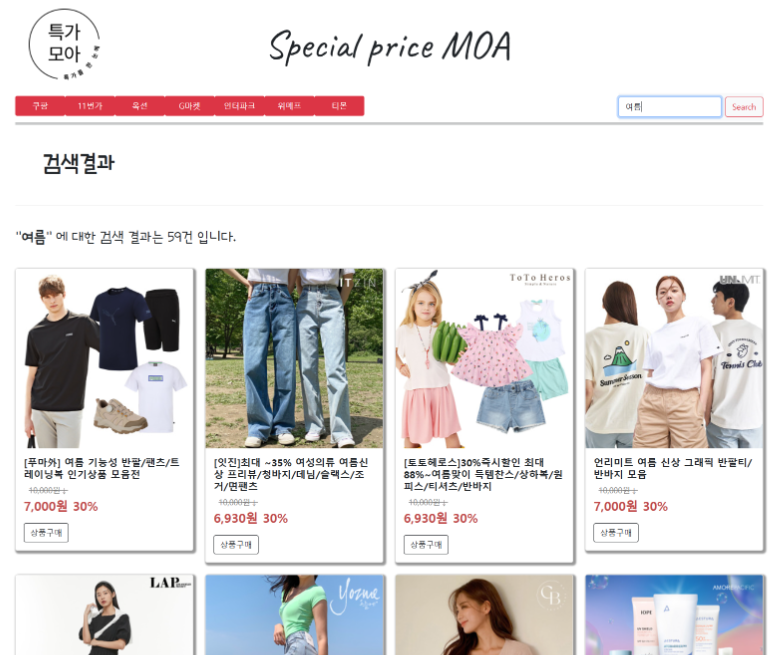 특가
모아
특가를 한 눈에
Special price MOA
쿠팡
11번가
옥션
G마켓
인터파크
위메프
티몬
여름
Search
검색결과
"여름" 에 대한 검색 결과는 59건 입니다.
[푸마外] 여름 기능성 반팔/팬츠/트
레이닝복 인기상품 모음전
10,000원↓
7,000원 30%
상품구매
ITZIN
[잇진]최대 ~35% 여성의류 여름신
상 프리뷰/청바지/데님/슬랙스/조
거/면팬츠
10,000원↓
6,930원 30%
상품구매
ToTo Heros
[토토헤로스]30%즉시할인 최대
88%~여름맞이 득템찬스/상하복/원
피스/티셔츠/반바지
10,000원↓
6,930원 30%
상품구매
UNLIMIT
Summer Season
Tennis Club
언리미트 여름 신상 그래픽 반팔티/
반바지 모음
10,000원↓
7,000원 30%
상품구매
LAP
CB
AMOREPACIFIC
IOPE